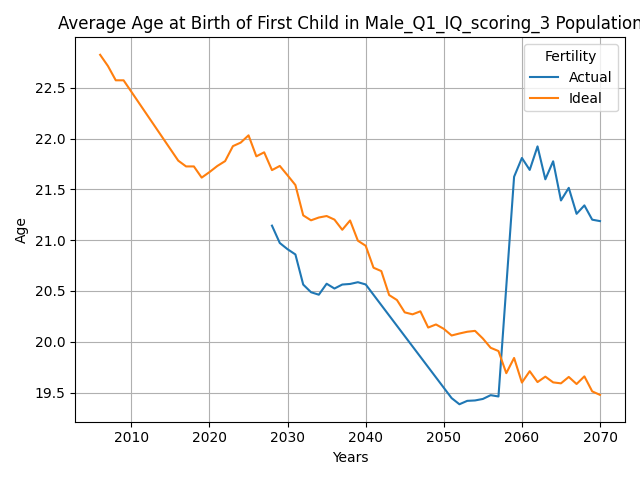 Average Age at Birth of First Child in Male_Q1_IQ_scoring_3 Population
Fertility
Actual
Ideal
22.5
22.0
21.5
21.0
20.5
20.0
19.5
Age
2010 2020 2030 2040 2050 2060 2070
Years